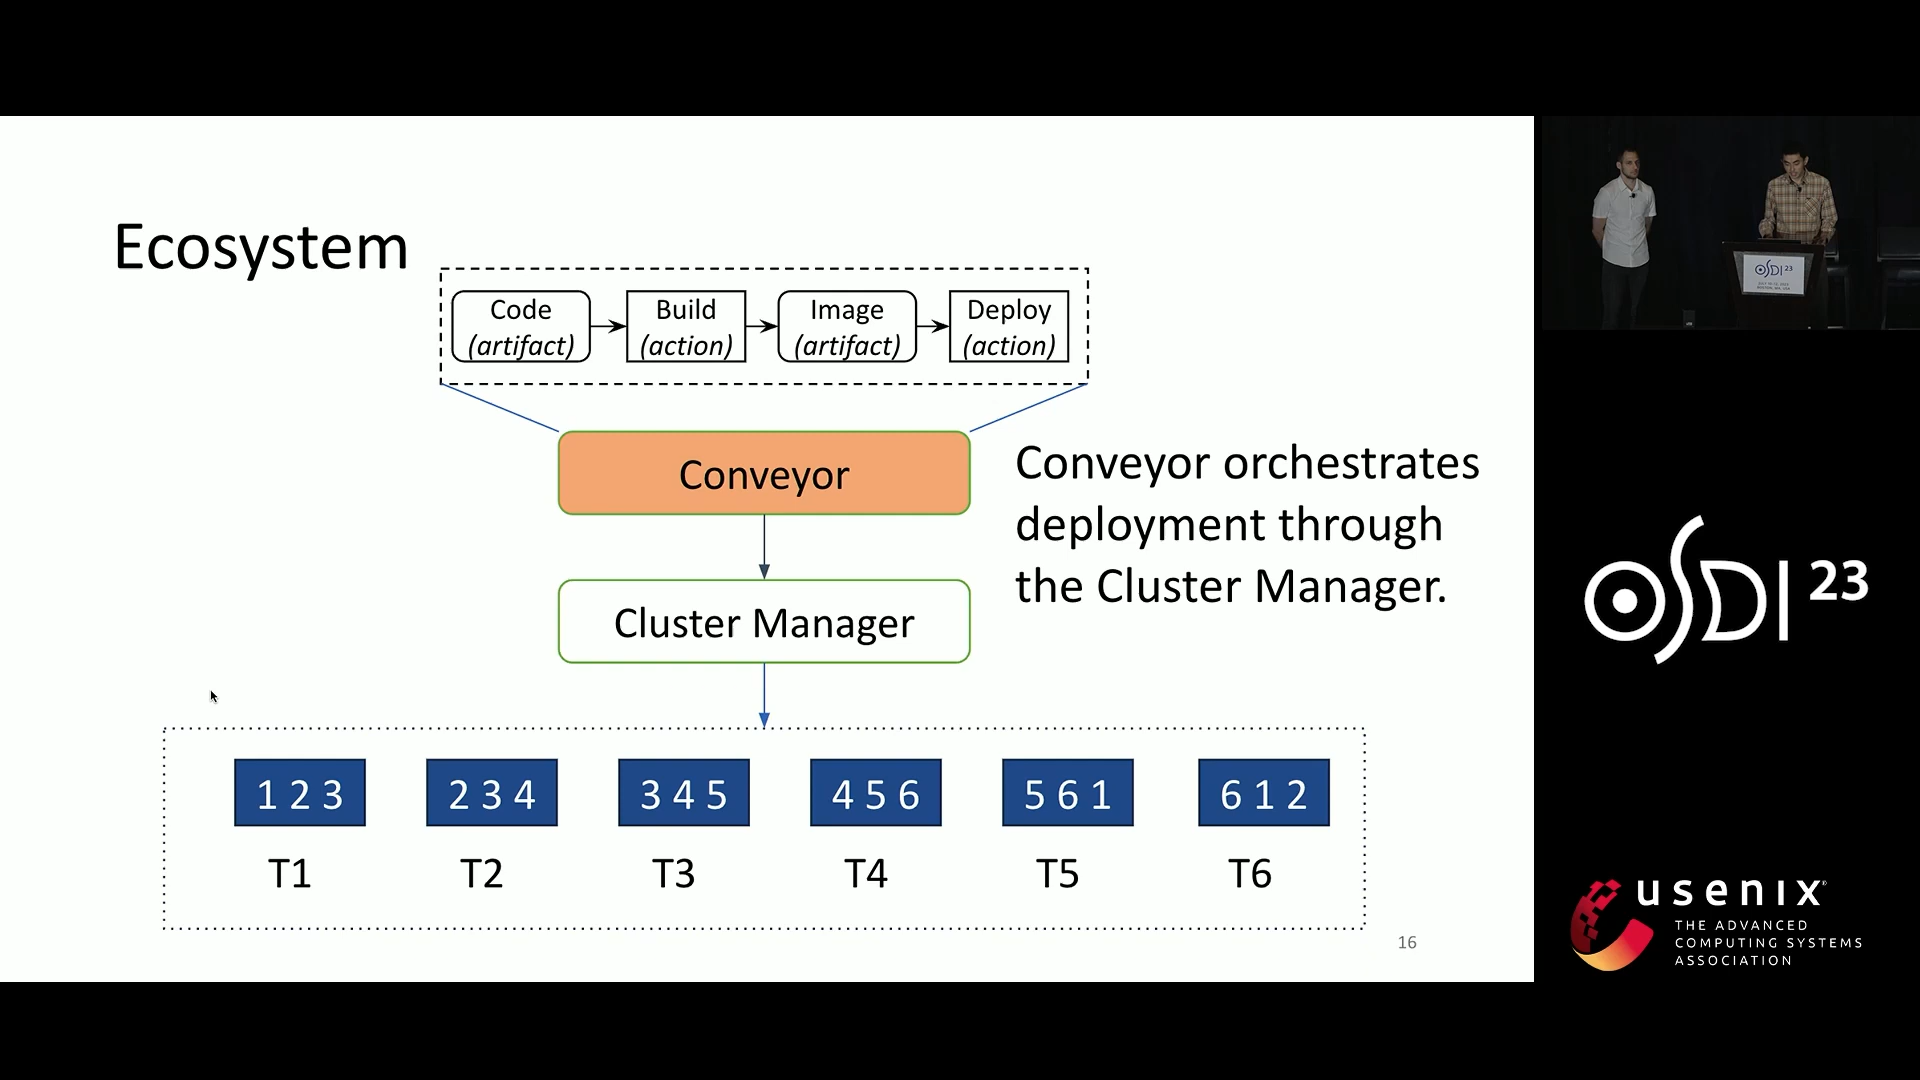 Ecosystem
Code
(artifact)
Build
(action)
Image
(artifact)
Deploy
(action)
Conveyor
Conveyor orchestrates
deployment through
the Cluster Manager.
Cluster Manager
1 2 3
2 3 4
3 4 5
4 5 6
5 6 1
6 1 2
T1
T2
T3
T4
T5
T6
16
OSDI 23
OSDI 23
usenix
THE ADVANCED
COMPUTING SYSTEMS
ASSOCIATION